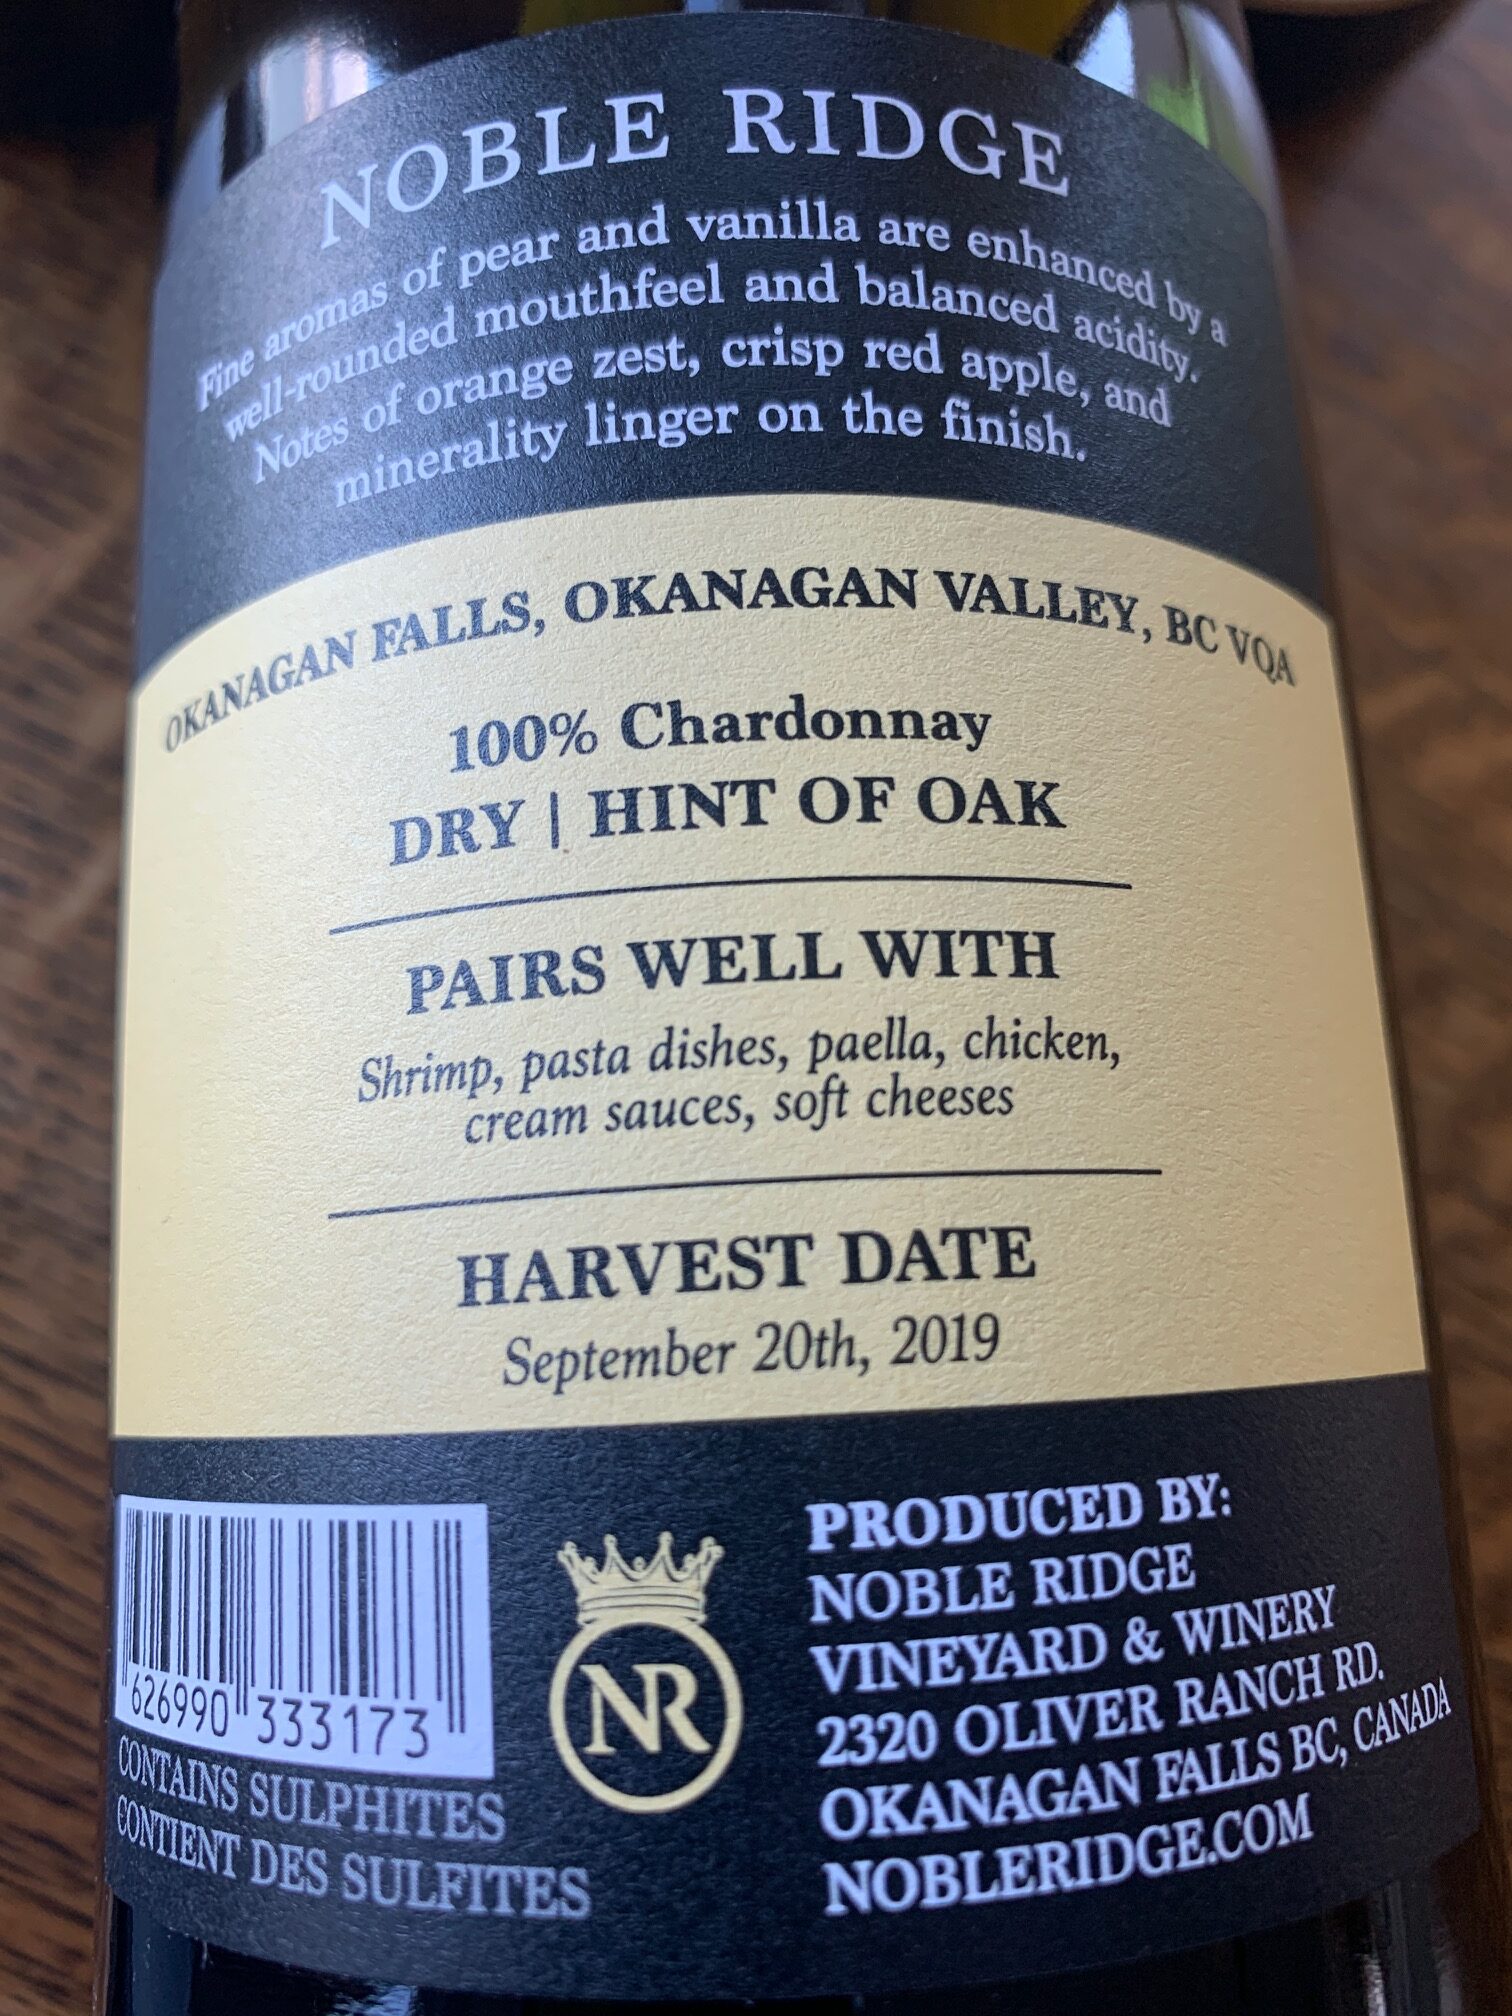 NOBLE RIDGE
Fine aromas of pear and vanilla are enhanced by a
well-rounded mouthfeel and balanced acidity.
Notes of orange zest, crisp red apple, and
minerality linger on the finish.
OKANAGAN FALLS, OKANAGAN VALLEY, BC VQA
100% Chardonnay
DRY | HINT OF OAK
PAIRS WELL WITH
Shrimp, pasta dishes, paella, chicken,
cream sauces, soft cheeses
HARVEST DATE
September 20th, 2019
626990 333173
CONTAINS SULPHITES
CONTIENT DES SULFITES
NR
PRODUCED BY:
NOBLE RIDGE
VINEYARD & WINERY
2320 OLIVER RANCH RD.
OKANAGAN FALLS BC, CANADA
NOBLERIDGE.COM